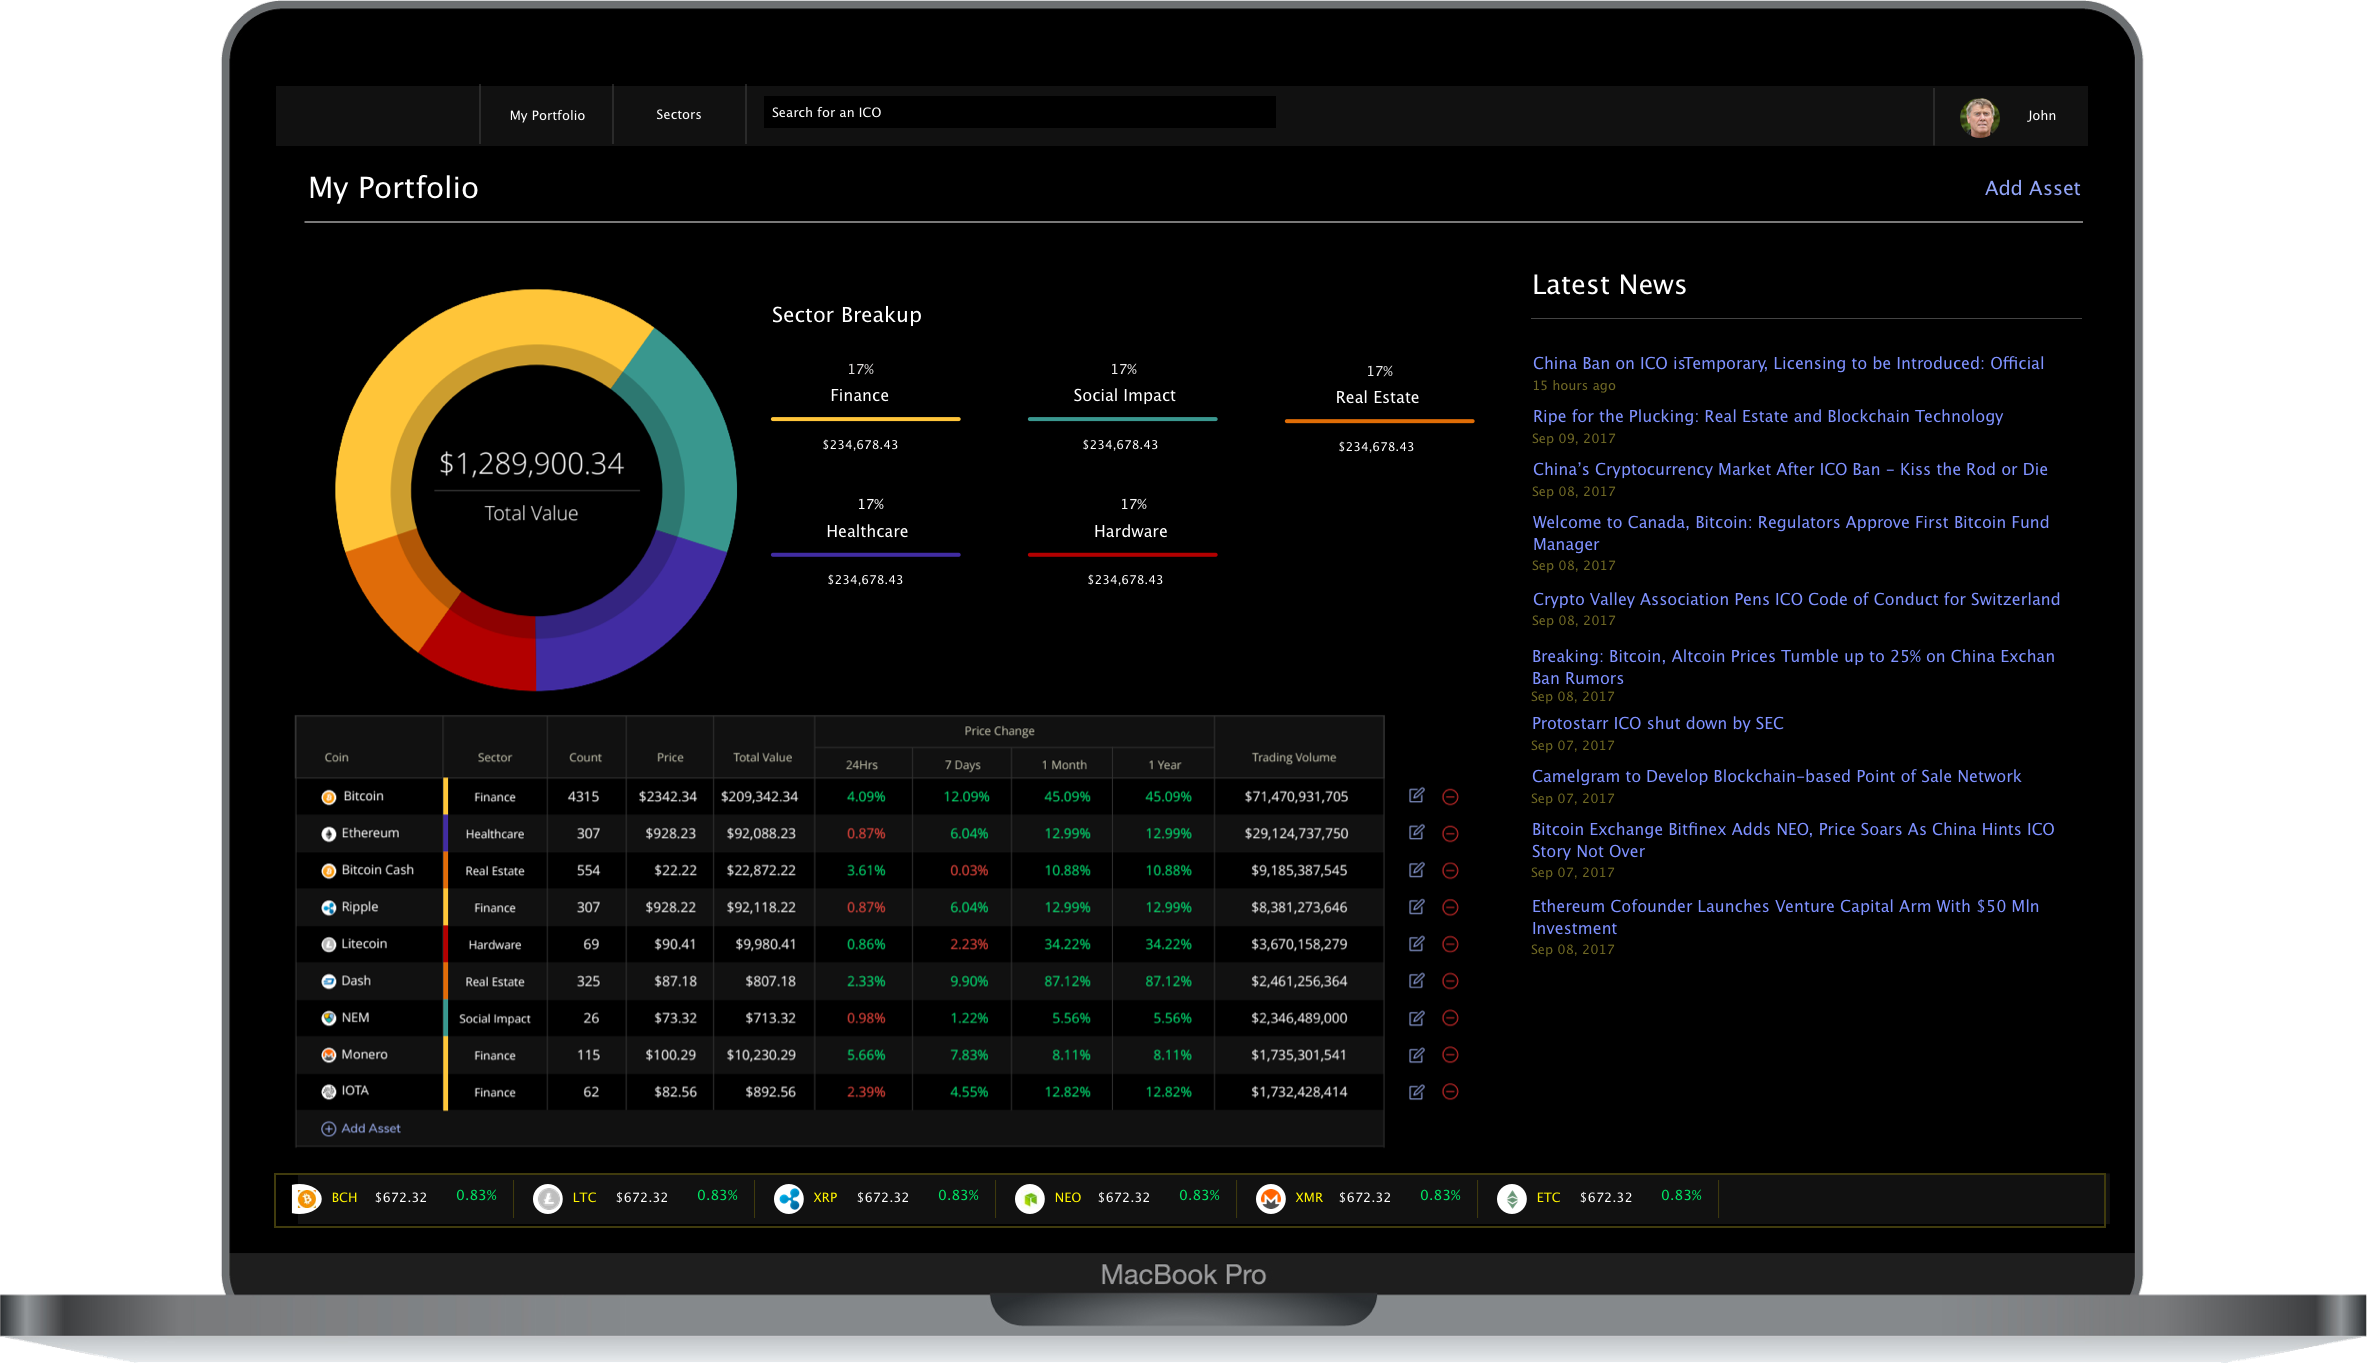 My Portfolio
Sectors
Search for an ICO
John
My Portfolio
Add Asset
$1,289,900.34
Total Value
Sector Breakup
17%
Finance
$234,678.43
17%
Social Impact
$234,678.43
17%
Real Estate
$234,678.43
17%
Healthcare
$234,678.43
17%
Hardware
$234,678.43
Latest News
China Ban on ICO isTemporary, Licensing to be Introduced: Official
15 hours ago
Ripe for the Plucking: Real Estate and Blockchain Technology
Sep 09, 2017
China’s Cryptocurrency Market After ICO Ban – Kiss the Rod or Die
Sep 08, 2017
Welcome to Canada, Bitcoin: Regulators Approve First Bitcoin Fund
Manager
Sep 08, 2017
Crypto Valley Association Pens ICO Code of Conduct for Switzerland
Sep 08, 2017
Breaking: Bitcoin, Altcoin Prices Tumble up to 25% on China Exchan
Ban Rumors
Sep 08, 2017
Protostarr ICO shut down by SEC
Sep 07, 2017
Camelgram to Develop Blockchain-based Point of Sale Network
Sep 07, 2017
Bitcoin Exchange Bitfinex Adds NEO, Price Soars As China Hints ICO
Story Not Over
Sep 07, 2017
Ethereum Cofounder Launches Venture Capital Arm With $50 Mln
Investment
Sep 08, 2017
Price Change
Coin Sector Count Price Total Value 24Hrs 7 Days 1 Month 1 Year Trading Volume
Bitcoin Finance 4315 $2342.34 $209,342.34 4.09% 12.09% 45.09% 45.09% $71,470,931,705
Ethereum Healthcare 307 $928.23 $92,088.23 0.87% 6.04% 12.99% 12.99% $29,124,737,750
Bitcoin Cash Real Estate 554 $22.22 $22,872.22 3.61% 0.03% 10.88% 10.88% $9,185,387,545
Ripple Finance 307 $928.22 $92,118.22 0.87% 6.04% 12.99% 12.99% $8,381,273,646
Litecoin Hardware 69 $90.41 $9,980.41 0.86% 2.23% 34.22% 34.22% $3,670,158,279
Dash Real Estate 325 $87.18 $807.18 2.33% 9.90% 87.12% 87.12% $2,461,256,364
NEM Social Impact 26 $73.32 $713.32 0.98% 1.22% 5.56% 5.56% $2,346,489,000
Monero Finance 115 $100.29 $10,230.29 5.66% 7.83% 8.11% 8.11% $1,735,301,541
IOTA Finance 62 $82.56 $892.56 2.39% 4.55% 12.82% 12.82% $1,732,428,414
Add Asset
BCH $672.32 0.83% LTC $672.32 0.83% XRP $672.32 0.83% NEO $672.32 0.83% XMR $672.32 0.83% ETC $672.32 0.83%
MacBook Pro